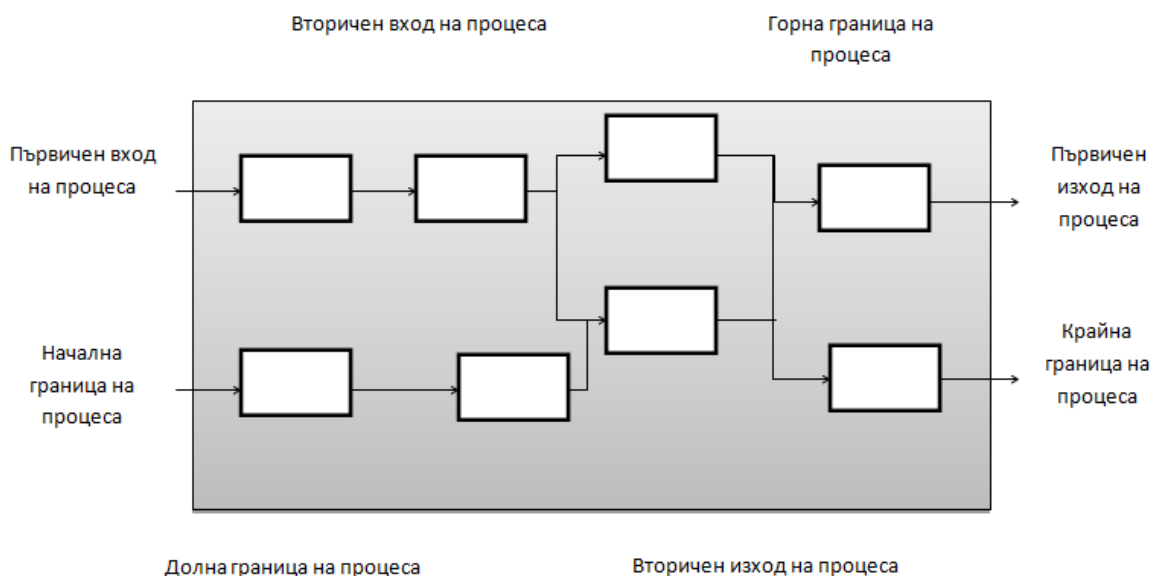 Вторичен вход на процеса
Горна граница на
процеса
Първичен вход
на процеса
Първичен
изход на
процеса
Начална
граница на
процеса
Крайна
граница на
процеса
Долна граница на процеса
Вторичен изход на процеса